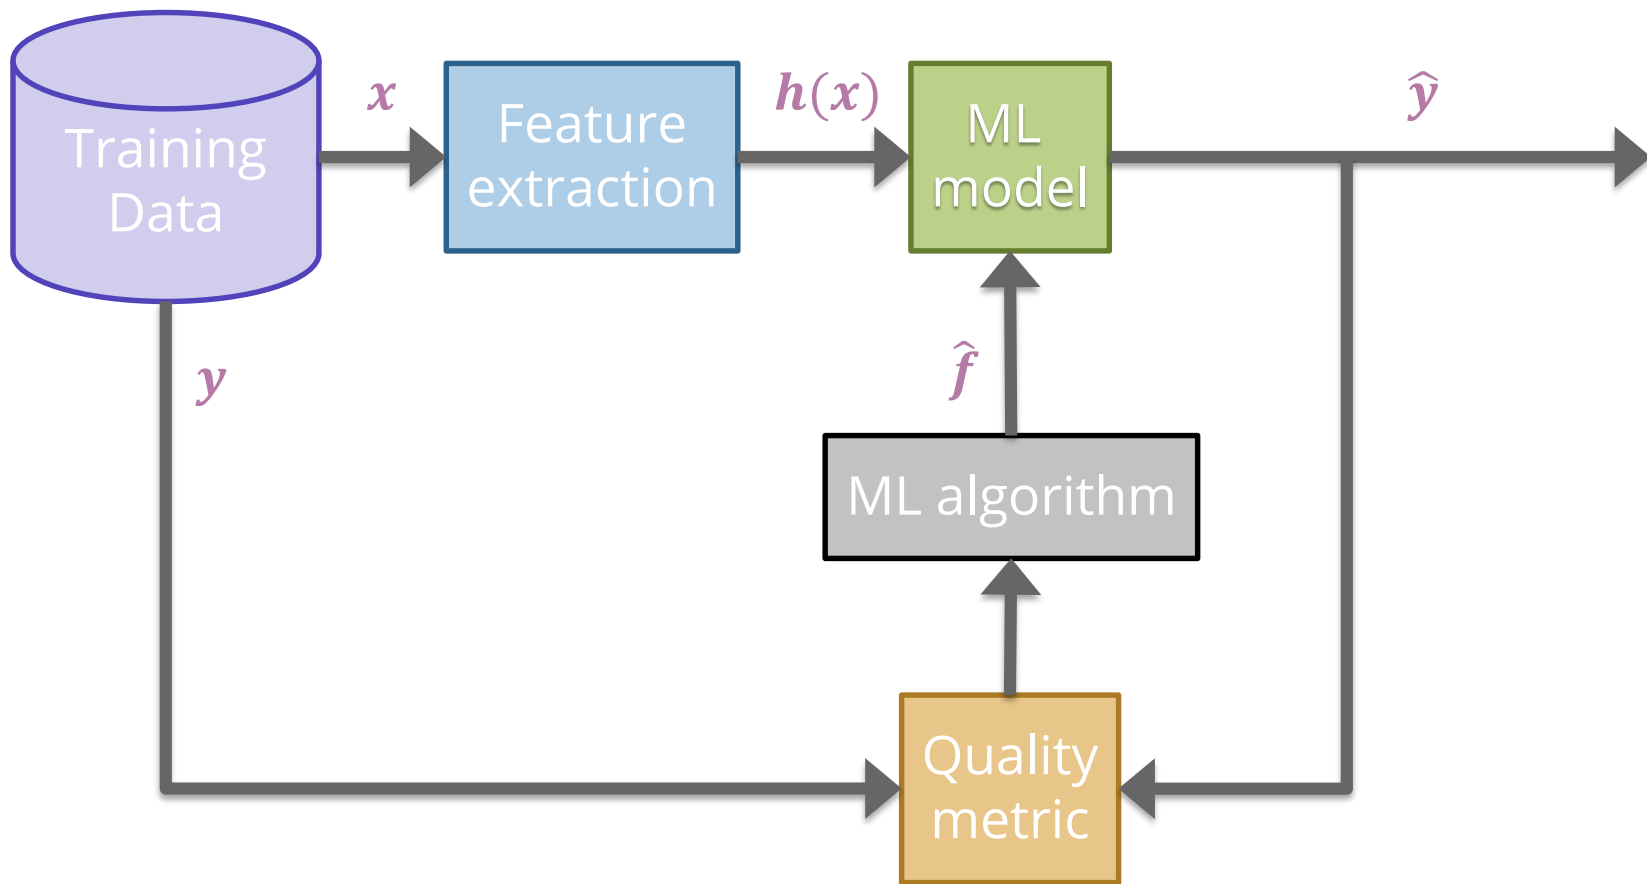 x
h(x)
ŷ
Training
Data
Feature
extraction
ML
model
y
f̂
ML algorithm
Quality
metric